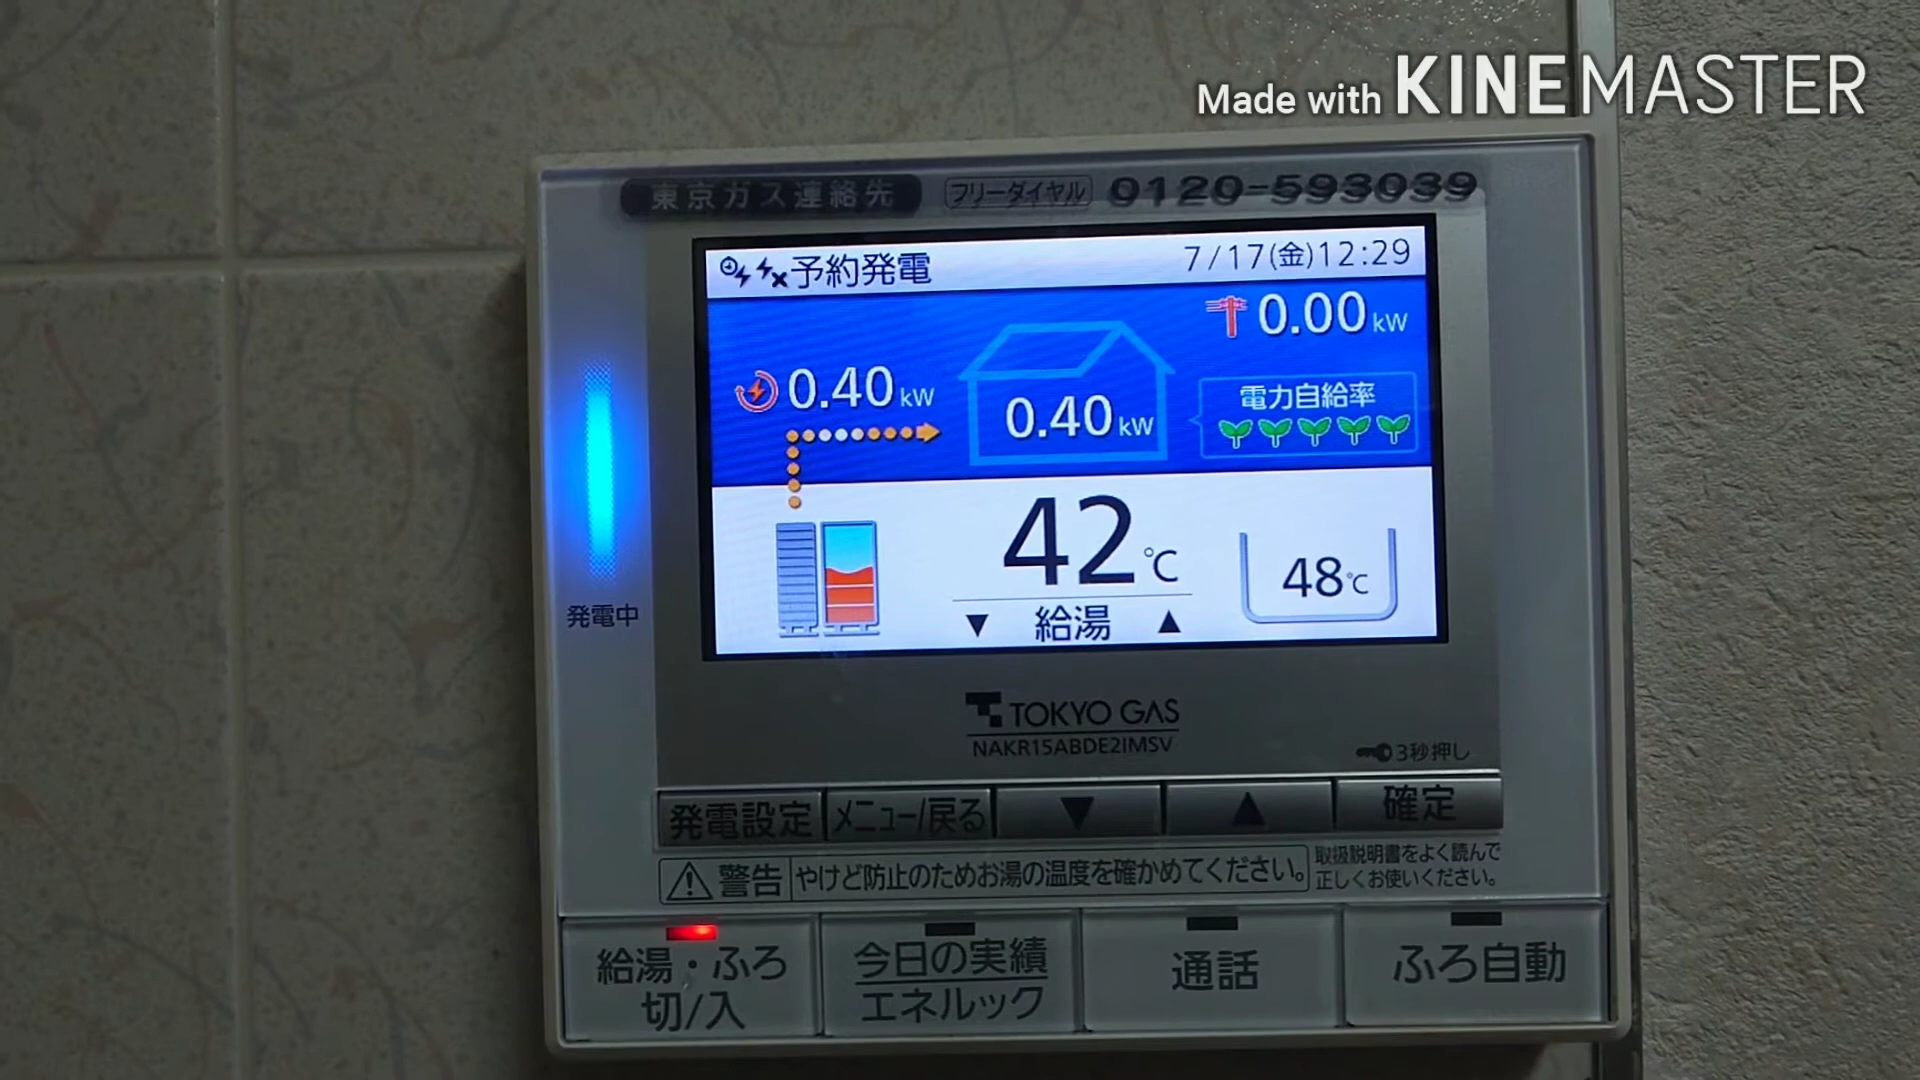 Made with KINEMASTER
東京ガス連絡先 フリーダイヤル 0120-593039
予約発電 7/17(金)12:29
0.00kW
0.40kW
0.40kW
電力自給率
42℃
48℃
▼ 給湯 ▲
発電中
TOKYO GAS
NAKR15ABDE2IMSV
3秒押し
発電設定 メニュー/戻る ▼ ▲ 確定
警告 やけど防止のためお湯の温度を確かめてください。
取扱説明書をよく読んで
正しくお使いください。
給湯・ふろ
切/入
今日の実績
エネルック
通話
ふろ自動